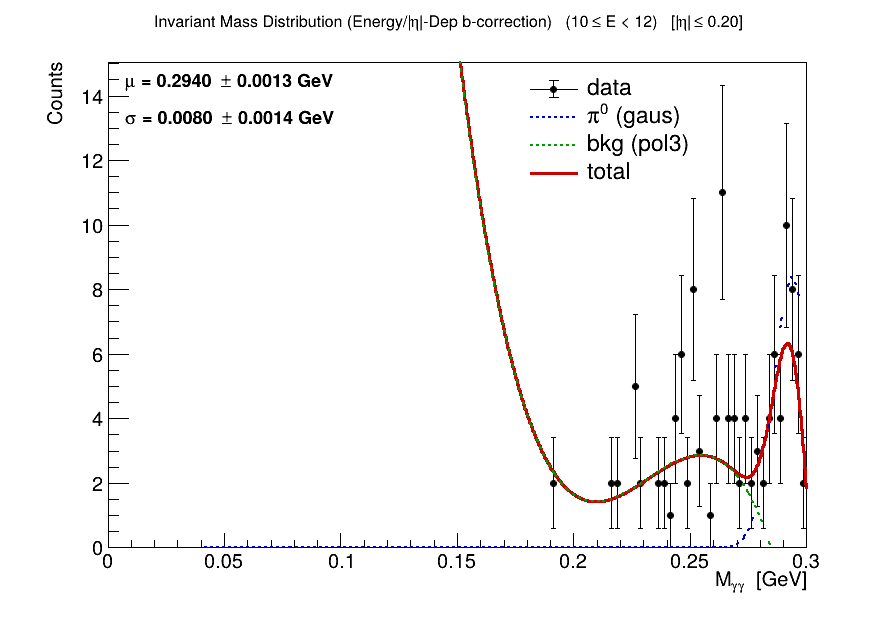 Invariant Mass Distribution (Energy/|η|-Dep b-correction) (10 ≤ E < 12) [|η| ≤ 0.20]
Counts
μ = 0.2940 ± 0.0013 GeV
σ = 0.0080 ± 0.0014 GeV
data
π⁰ (gaus)
bkg (pol3)
total
14
12
10
8
6
4
2
0
0 0.05 0.1 0.15 0.2 0.25 0.3
M_γγ [GeV]